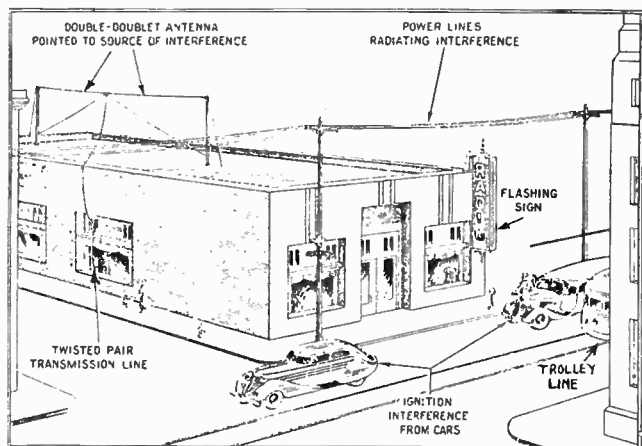 DOUBLE-DOUBLET ANTENNA
POINTED TO SOURCE OF INTERFERENCE
POWER LINES
RADIATING INTERFERENCE
RADIO
FLASHING
SIGN
TWISTED PAIR
TRANSMISSION LINE
IGNITION
INTERFERENCE
FROM CARS
TROLLEY
LINE